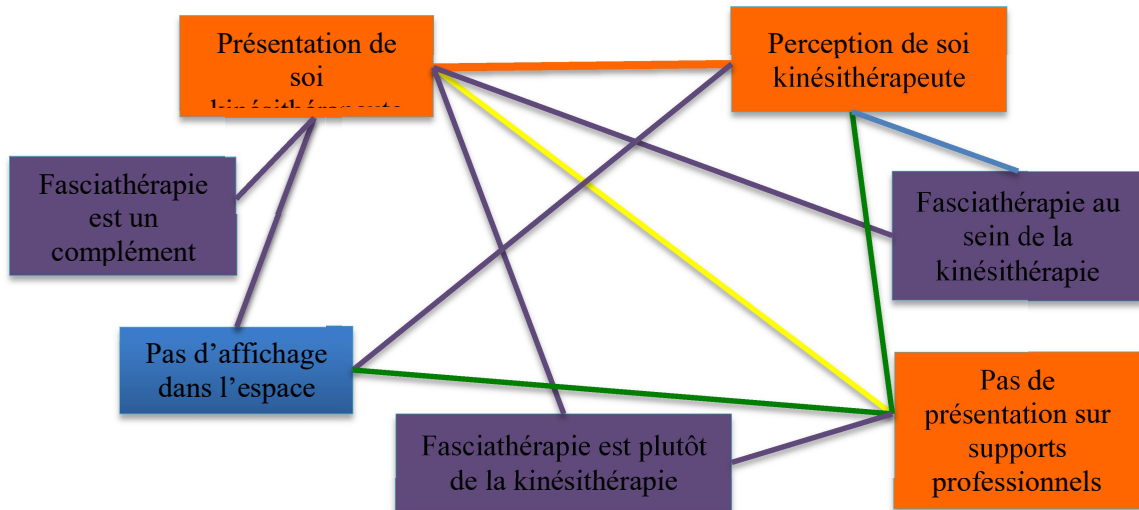 Présentation de
soi
kinésithérapeute
Perception de soi
kinésithérapeute
Fasciathérapie
est un
complément
Fasciathérapie au
sein de la
kinésithérapie
Pas d’affichage
dans l’espace
Fasciathérapie est plutôt
de la kinésithérapie
Pas de
présentation sur
supports
professionnels